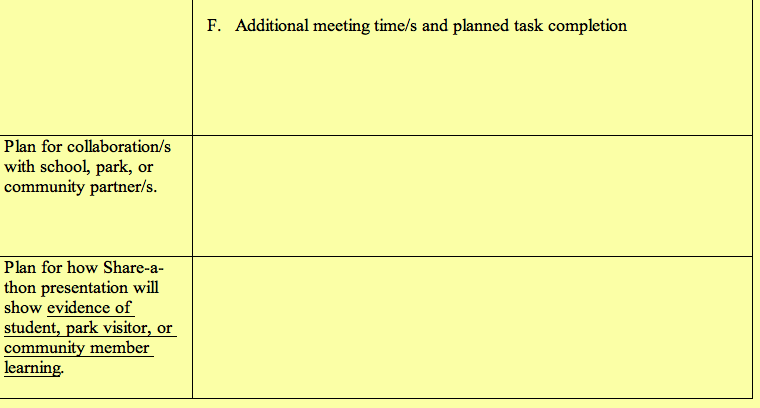 F. Additional meeting time/s and planned task completion
Plan for collaboration/s
with school, park, or
community partner/s.
Plan for how Share-a-
thon presentation will
show evidence of
student, park visitor, or
community member
learning.